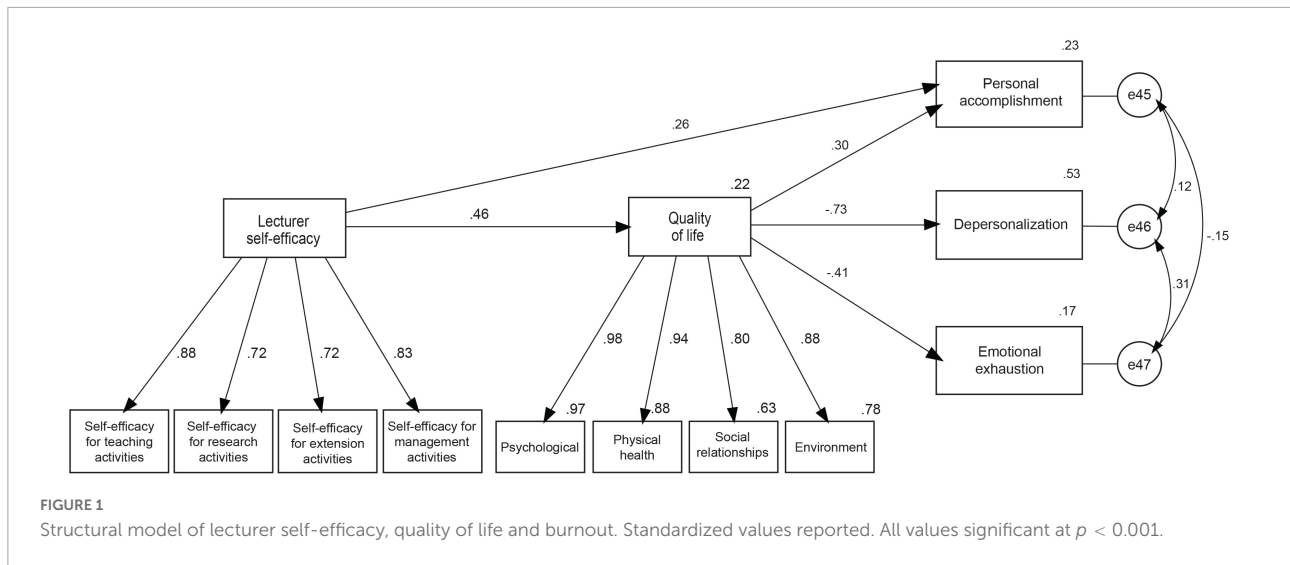 .23
Personal
accomplishment
e45
.26
.30
.12
.53
Lecturer
self-efficacy
.46
.22
Quality
of life
-.73
Depersonalization
e46
-.15
-.41
.31
.17
Emotional
exhaustion
e47
.88
.72
.72
.83
.98
.94
.80
.88
Self-efficacy
for teaching
activities
Self-efficacy
for research
activities
Self-efficacy
for extension
activities
Self-efficacy for
management
activities
.97
Psychological
.88
Physical
health
.63
Social
relationships
.78
Environment
FIGURE 1
Structural model of lecturer self-efficacy, quality of life and burnout. Standardized values reported. All values significant at p < 0.001.